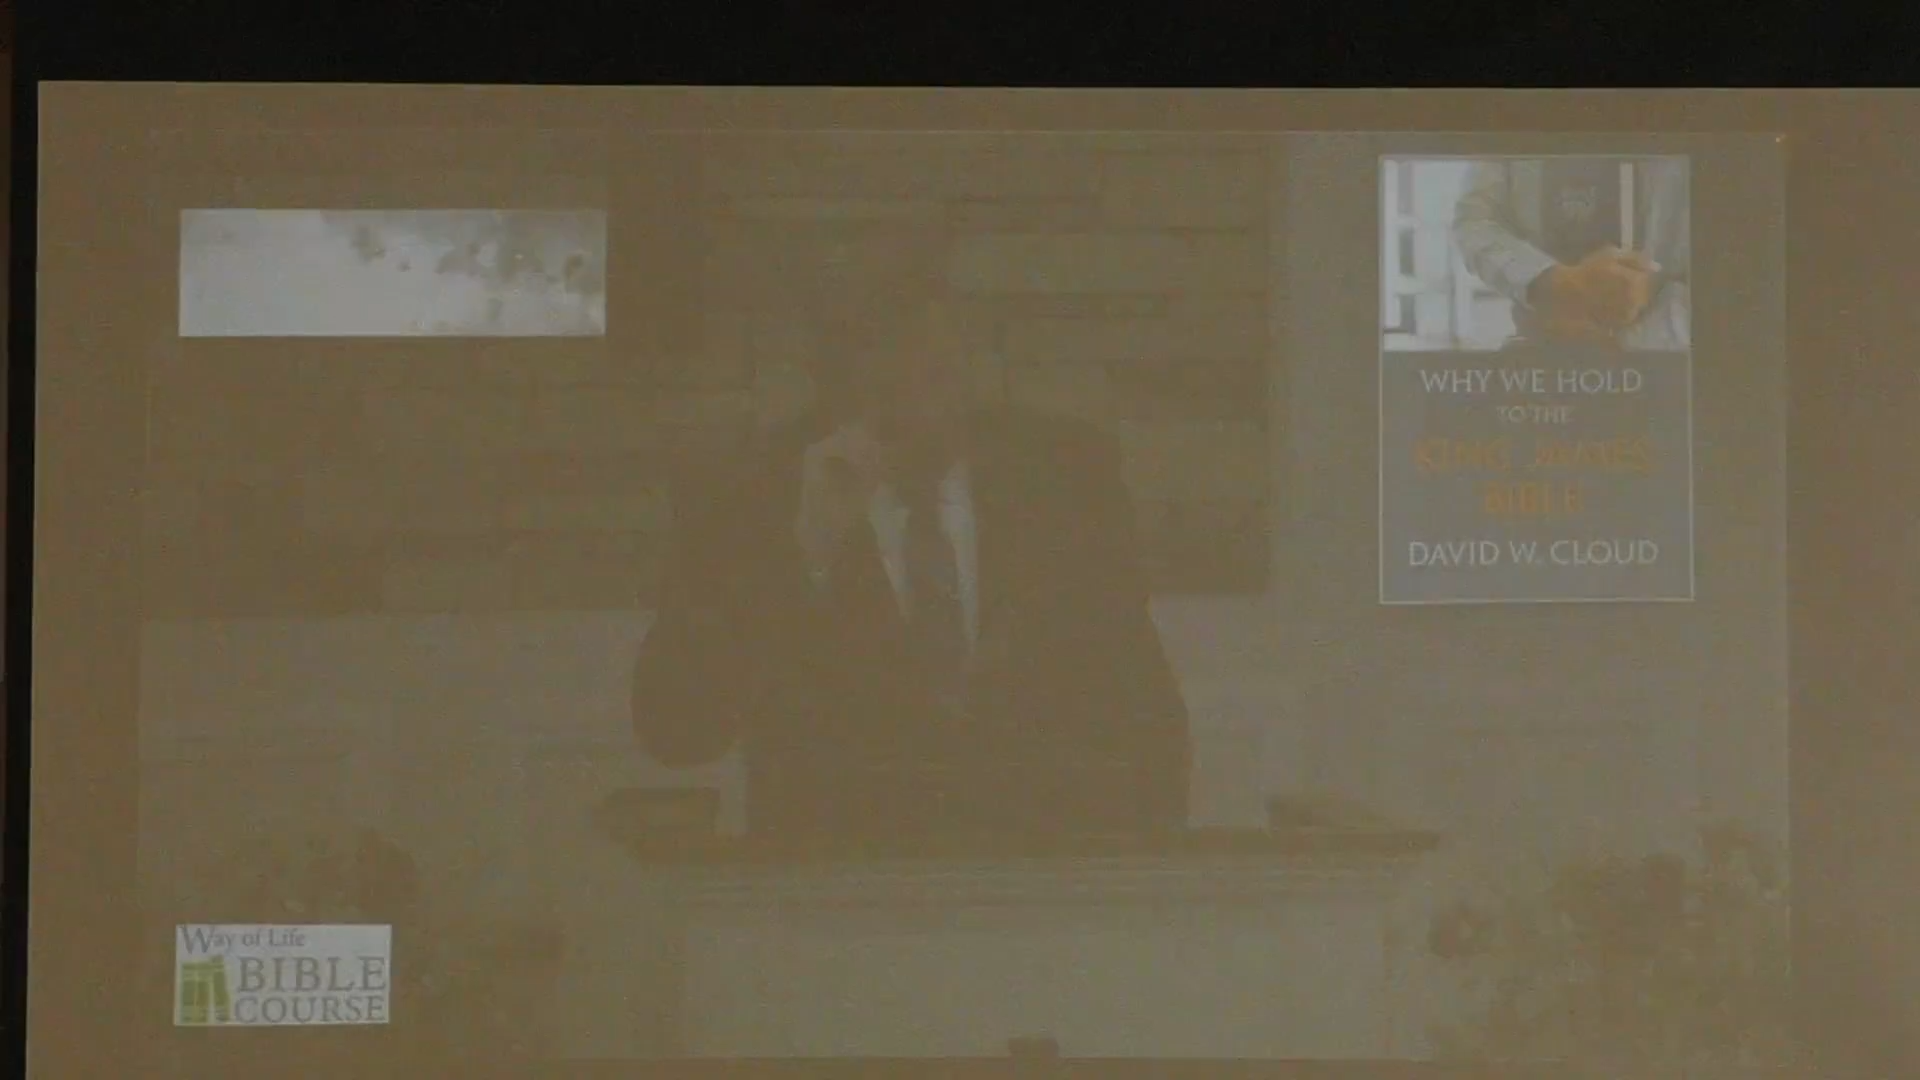 WHY WE HOLD
TO THE
KING JAMES
BIBLE
DAVID W. CLOUD
Way of Life
BIBLE
COURSE